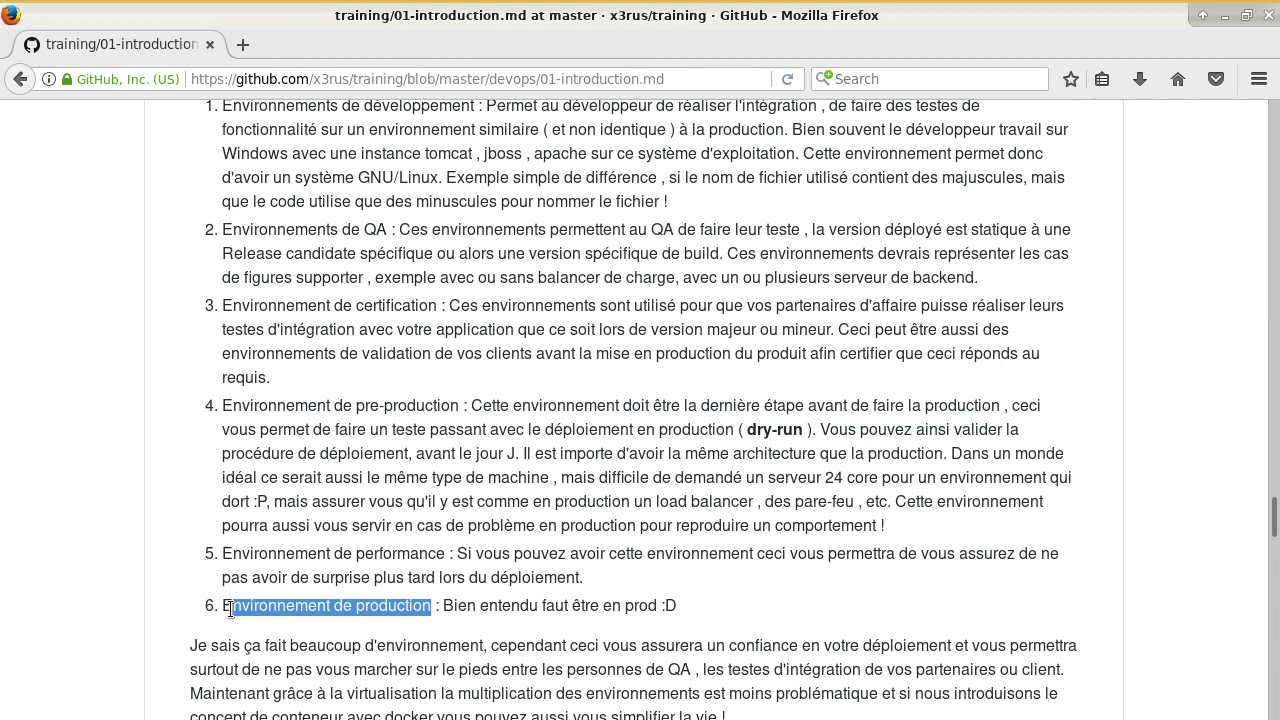 training/01-introduction.md at master · x3rus/training · GitHub - Mozilla Firefox
training/01-introduction
GitHub, Inc. (US)
https://github.com/x3rus/training/blob/master/devops/01-introduction.md
Search
1. Environnements de développement : Permet au développeur de réaliser l'intégration , de faire des testes de
fonctionnalité sur un environnement similaire ( et non identique ) à la production. Bien souvent le développeur travail sur
Windows avec une instance tomcat , jboss , apache sur ce système d'exploitation. Cette environnement permet donc
d'avoir un système GNU/Linux. Exemple simple de différence , si le nom de fichier utilisé contient des majuscules, mais
que le code utilise que des minuscules pour nommer le fichier !
2. Environnements de QA : Ces environnements permettent au QA de faire leur teste , la version déployé est statique à une
Release candidate spécifique ou alors une version spécifique de build. Ces environnements devrais représenter les cas
de figures supporter , exemple avec ou sans balancer de charge, avec un ou plusieurs serveur de backend.
3. Environnement de certification : Ces environnements sont utilisé pour que vos partenaires d'affaire puisse réaliser leurs
testes d'intégration avec votre application que ce soit lors de version majeur ou mineur. Ceci peut être aussi des
environnements de validation de vos clients avant la mise en production du produit afin certifier que ceci réponds au
requis.
4. Environnement de pre-production : Cette environnement doit être la dernière étape avant de faire la production , ceci
vous permet de faire un teste passant avec le déploiement en production ( dry-run ). Vous pouvez ainsi valider la
procédure de déploiement, avant le jour J. Il est importe d'avoir la même architecture que la production. Dans un monde
idéal ce serait aussi le même type de machine , mais difficile de demandé un serveur 24 core pour un environnement qui
dort :P, mais assurer vous qu'il y est comme en production un load balancer , des pare-feu , etc. Cette environnement
pourra aussi vous servir en cas de problème en production pour reproduire un comportement !
5. Environnement de performance : Si vous pouvez avoir cette environnement ceci vous permettra de vous assurez de ne
pas avoir de surprise plus tard lors du déploiement.
6. Environnement de production : Bien entendu faut être en prod :D
Je sais ça fait beaucoup d'environnement, cependant ceci vous assurera un confiance en votre déploiement et vous permettra
surtout de ne pas vous marcher sur le pieds entre les personnes de QA , les testes d'intégration de vos partenaires ou client.
Maintenant grâce à la virtualisation la multiplication des environnements est moins problématique et si nous introduisons le
concept de conteneur avec docker vous pouvez aussi vous simplifier la vie !